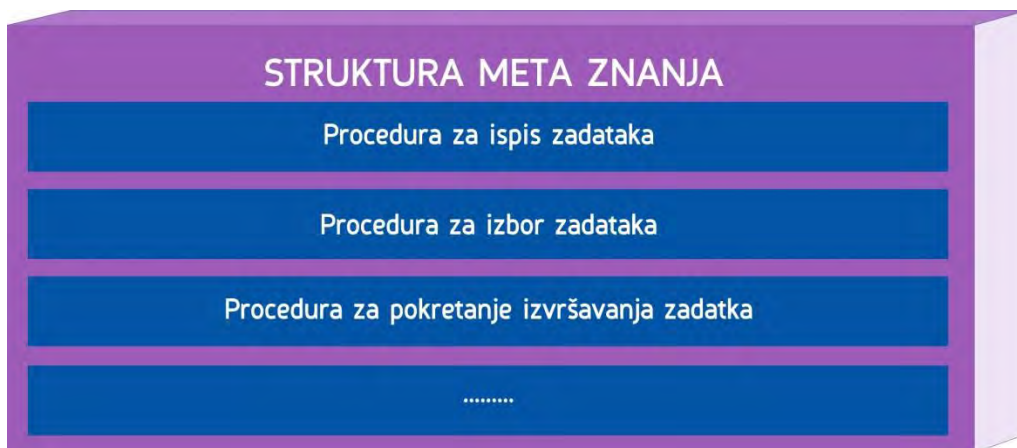 STRUKTURA META ZNANJA
Procedura za ispis zadataka
Procedura za izbor zadataka
Procedura za pokretanje izvršavanja zadatka
.........